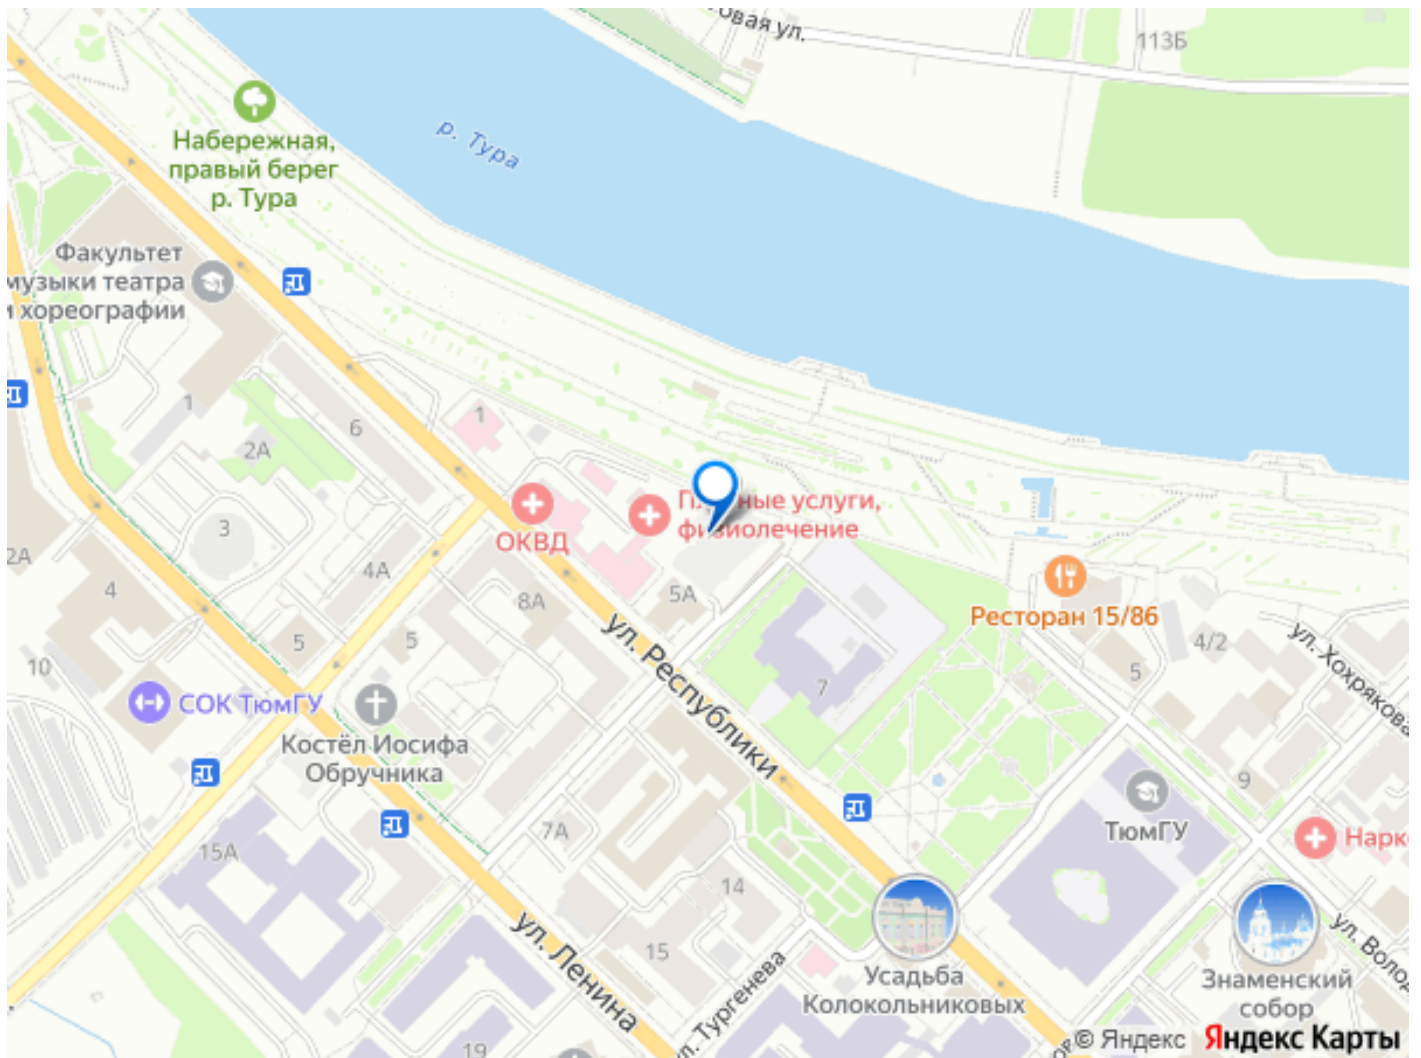 говая ул.
113Б
р. Тура
Набережная,
правый берег
р. Тура
Факультет
музыки театра
и хореографии
1
6
2А
1
3
2А
4
4А
5
5
10
ОКВД
8А
5А
услуги,
физиолечение
7
Ресторан 15/86
4/2
5
ул. Хохрякова
9
СОК ТюмГУ
Костёл Иосифа
Обручника
ул. Республики
ТюмГУ
Нарк
15А
7А
14
15
19
ул. Ленина
л. Тургенева
Усадьба
Колокольниковых
Знаменский
собор
ул. Волод
© Яндекс Яндекс Карты